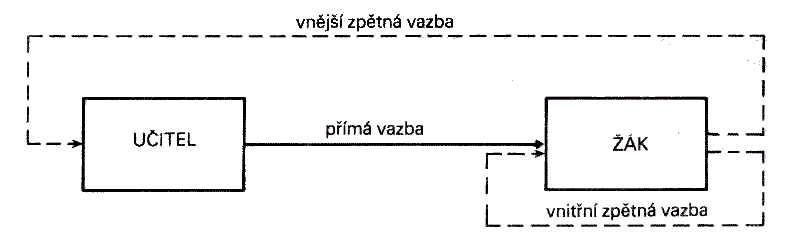 vnější zpětná vazba
UČITEL
přímá vazba
ŽÁK
vnitřní zpětná vazba